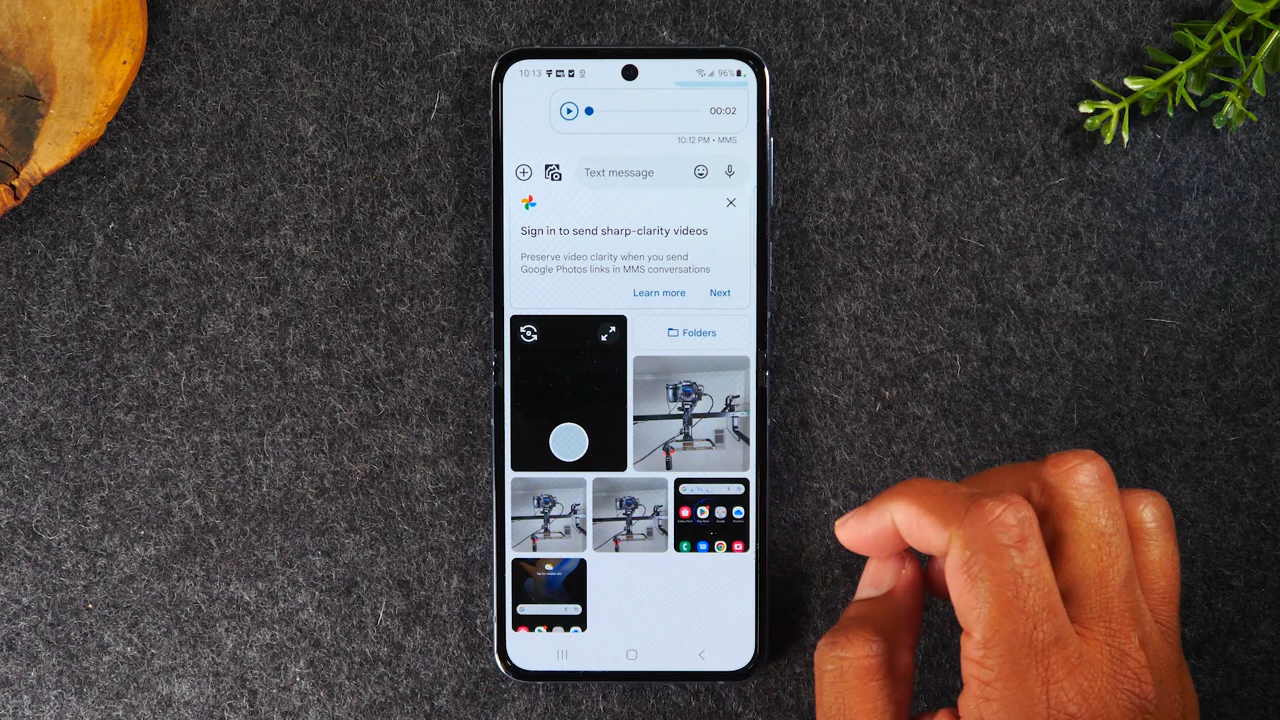 10:13
96%
00:02
10:12 PM • MMS
Text message
Sign in to send sharp-clarity videos
Preserve video clarity when you send
Google Photos links in MMS conversations
Learn more Next
Folders